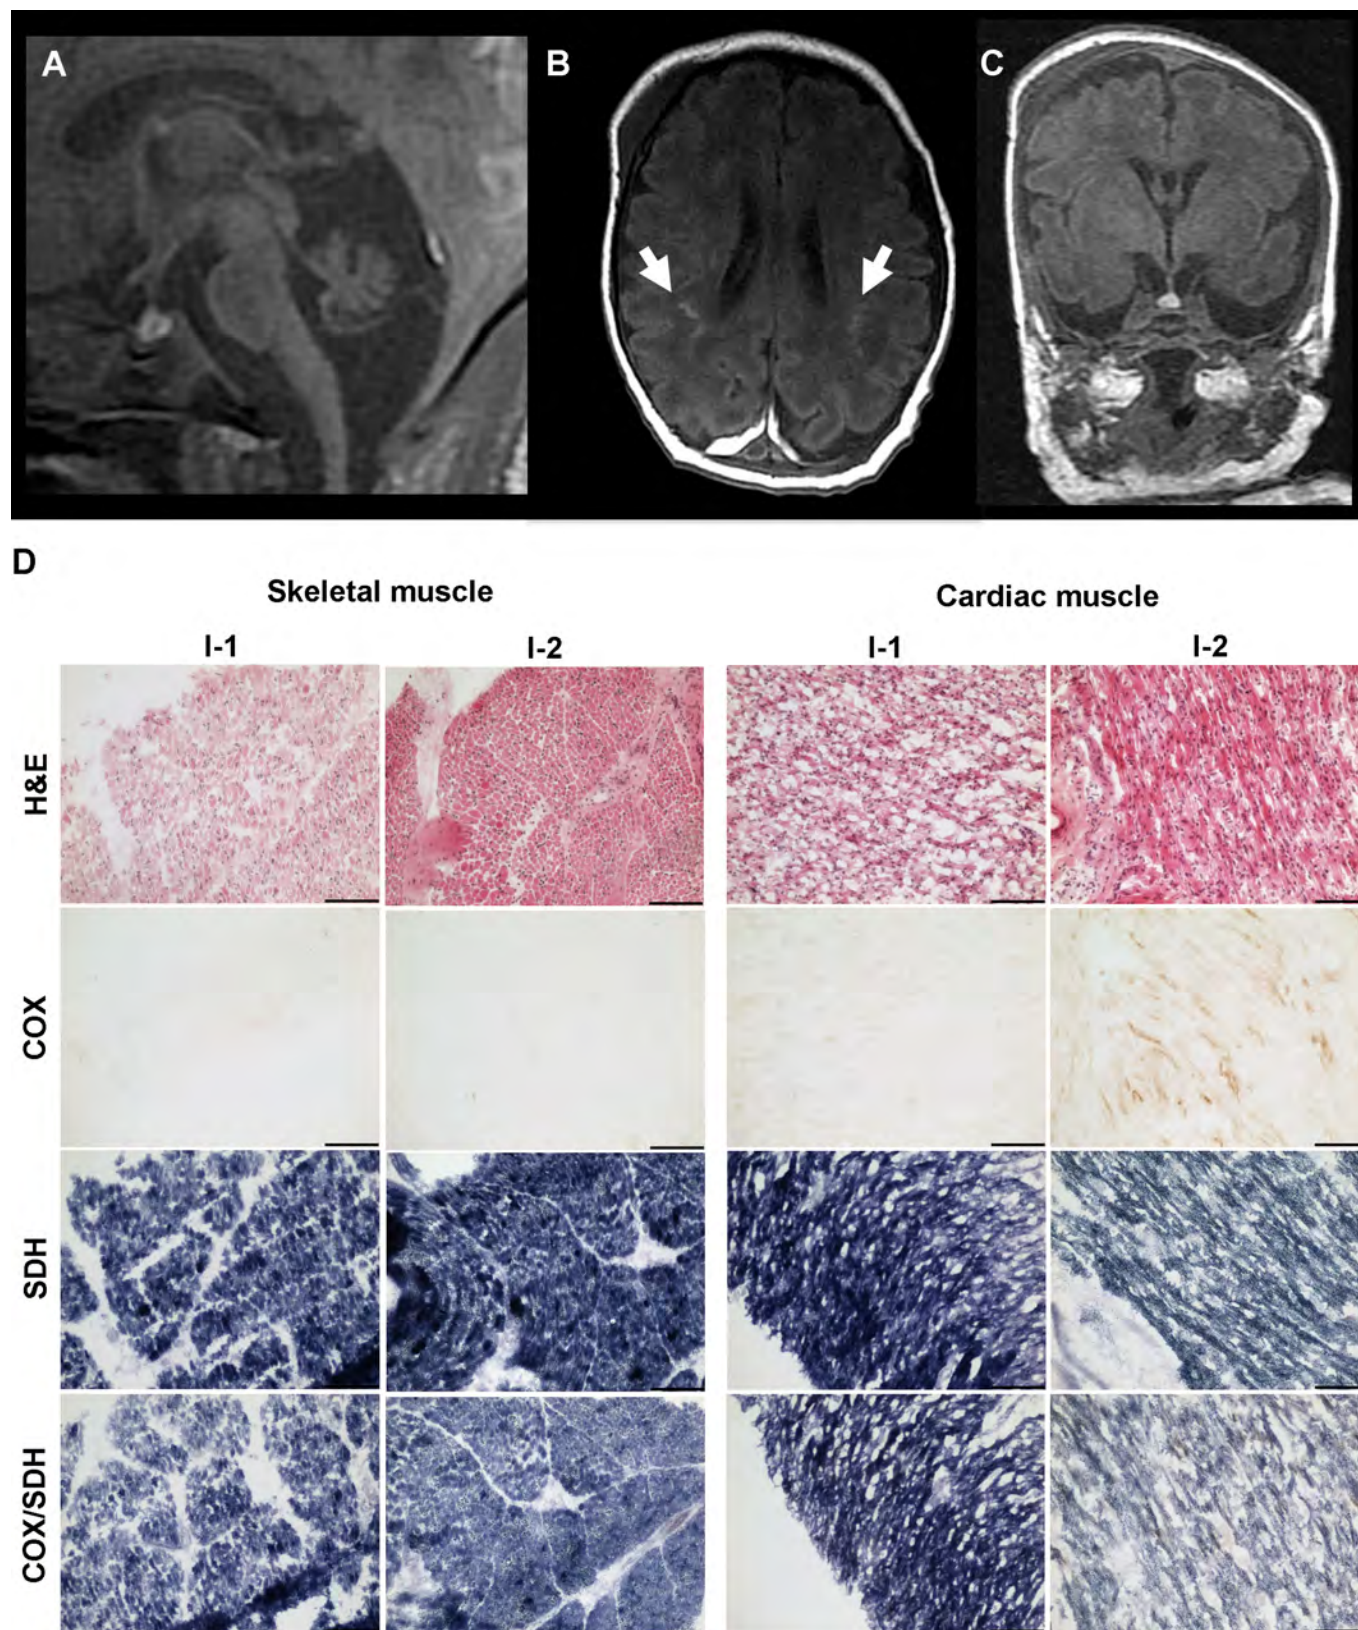 A
B
C
D
Skeletal muscle
Cardiac muscle
I-1
I-2
I-1
I-2
H&E
COX
SDH
COX/SDH